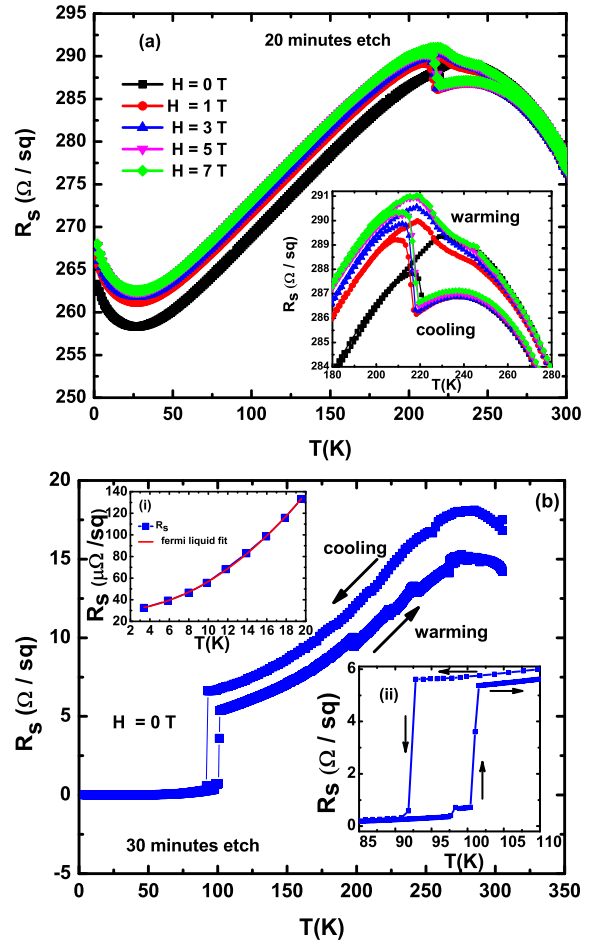 (a)
20 minutes etch
H = 0 T
H = 1 T
H = 3 T
H = 5 T
H = 7 T
R_S (Ω / sq)
295
290
285
280
275
270
265
260
255
250
0 50 100 150 200 250 300
T(K)
warming
cooling
R_S (Ω / sq)
291
290
289
288
287
286
285
284
180 200 220 240 260 280
T(K)
(b)
R_S (Ω / sq)
20
15
10
5
0
-5
0 50 100 150 200 250 300 350
T(K)
cooling
warming
H = 0 T
30 minutes etch
(i)
R_S
fermi liquid fit
R_S (μΩ /sq)
140
120
100
80
60
40
20
4 6 8 10 12 14 16 18 20
T(K)
(ii)
R_S (Ω / sq)
6
4
2
0
85 90 95 100 105 110
T(K)